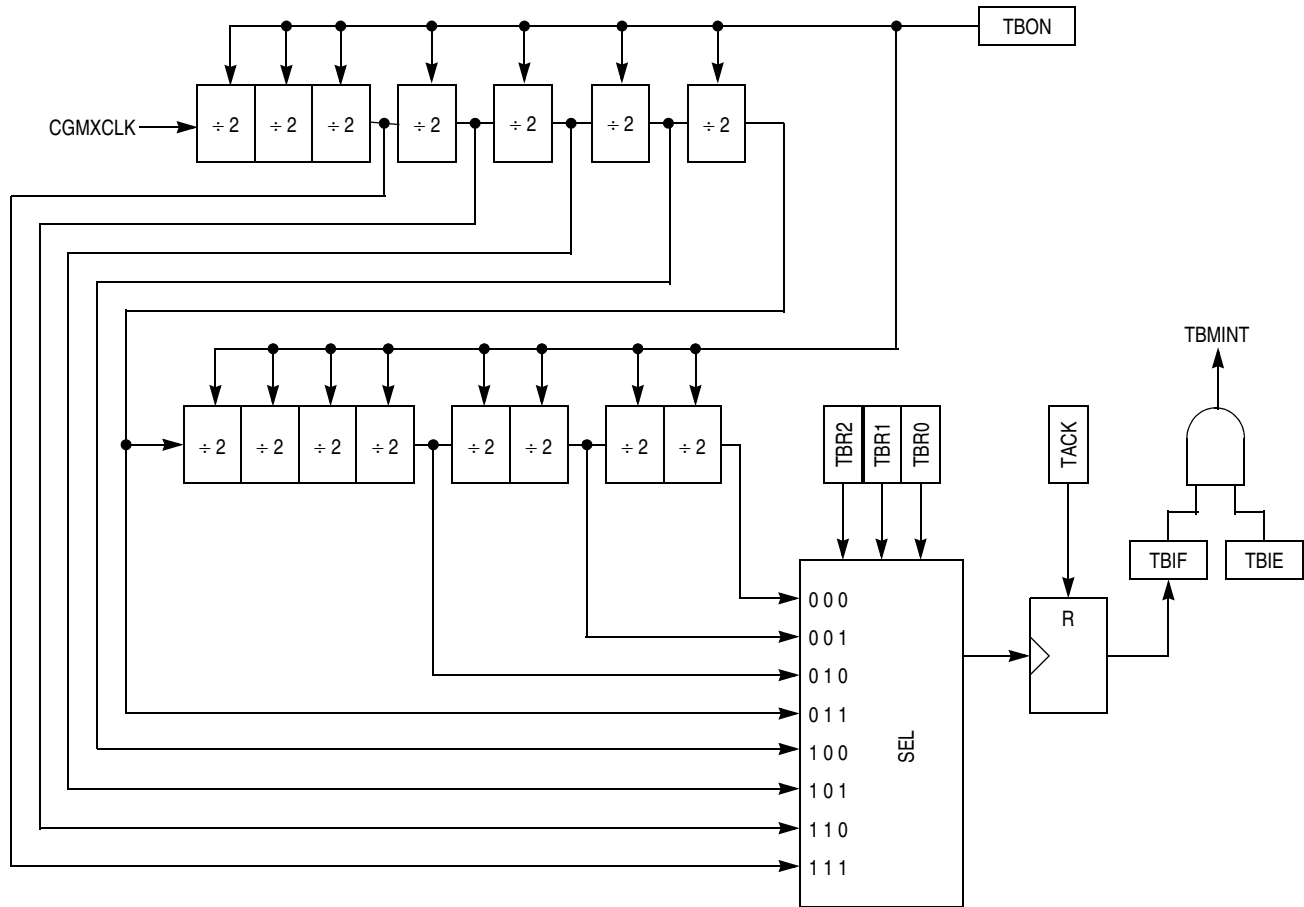 TBON
CGMXCLK
÷ 2
÷ 2
÷ 2
÷ 2
÷ 2
÷ 2
÷ 2
TBMINT
÷ 2
÷ 2
÷ 2
÷ 2
÷ 2
÷ 2
÷ 2
÷ 2
TBR2
TBR1
TBR0
TACK
TBIF
TBIE
R
0 0 0
0 0 1
0 1 0
0 1 1
1 0 0
1 0 1
1 1 0
1 1 1
SEL